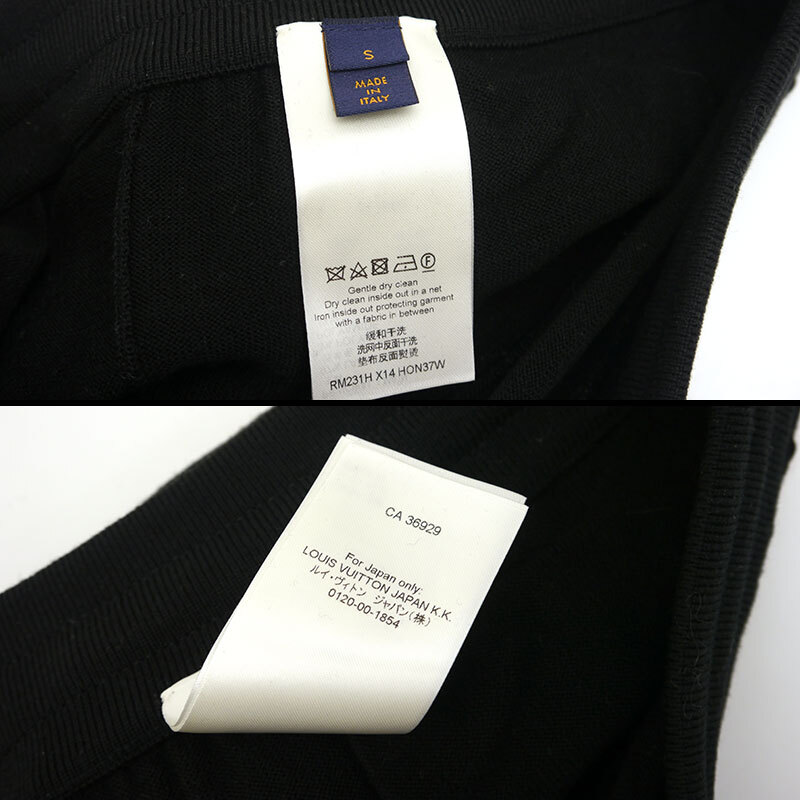 S
MADE
IN
ITALY
Gentle dry clean
Dry clean inside out in a net
Iron inside out protecting garment
with a fabric in between
缓和干洗
洗网中反面干洗
垫布反面熨烫
RM231H X14 HON37W
CA 36929
For Japan only:
LOUIS VUITTON JAPAN K.K.
ルイ・ヴィトン ジャパン(株)
0120-00-1854